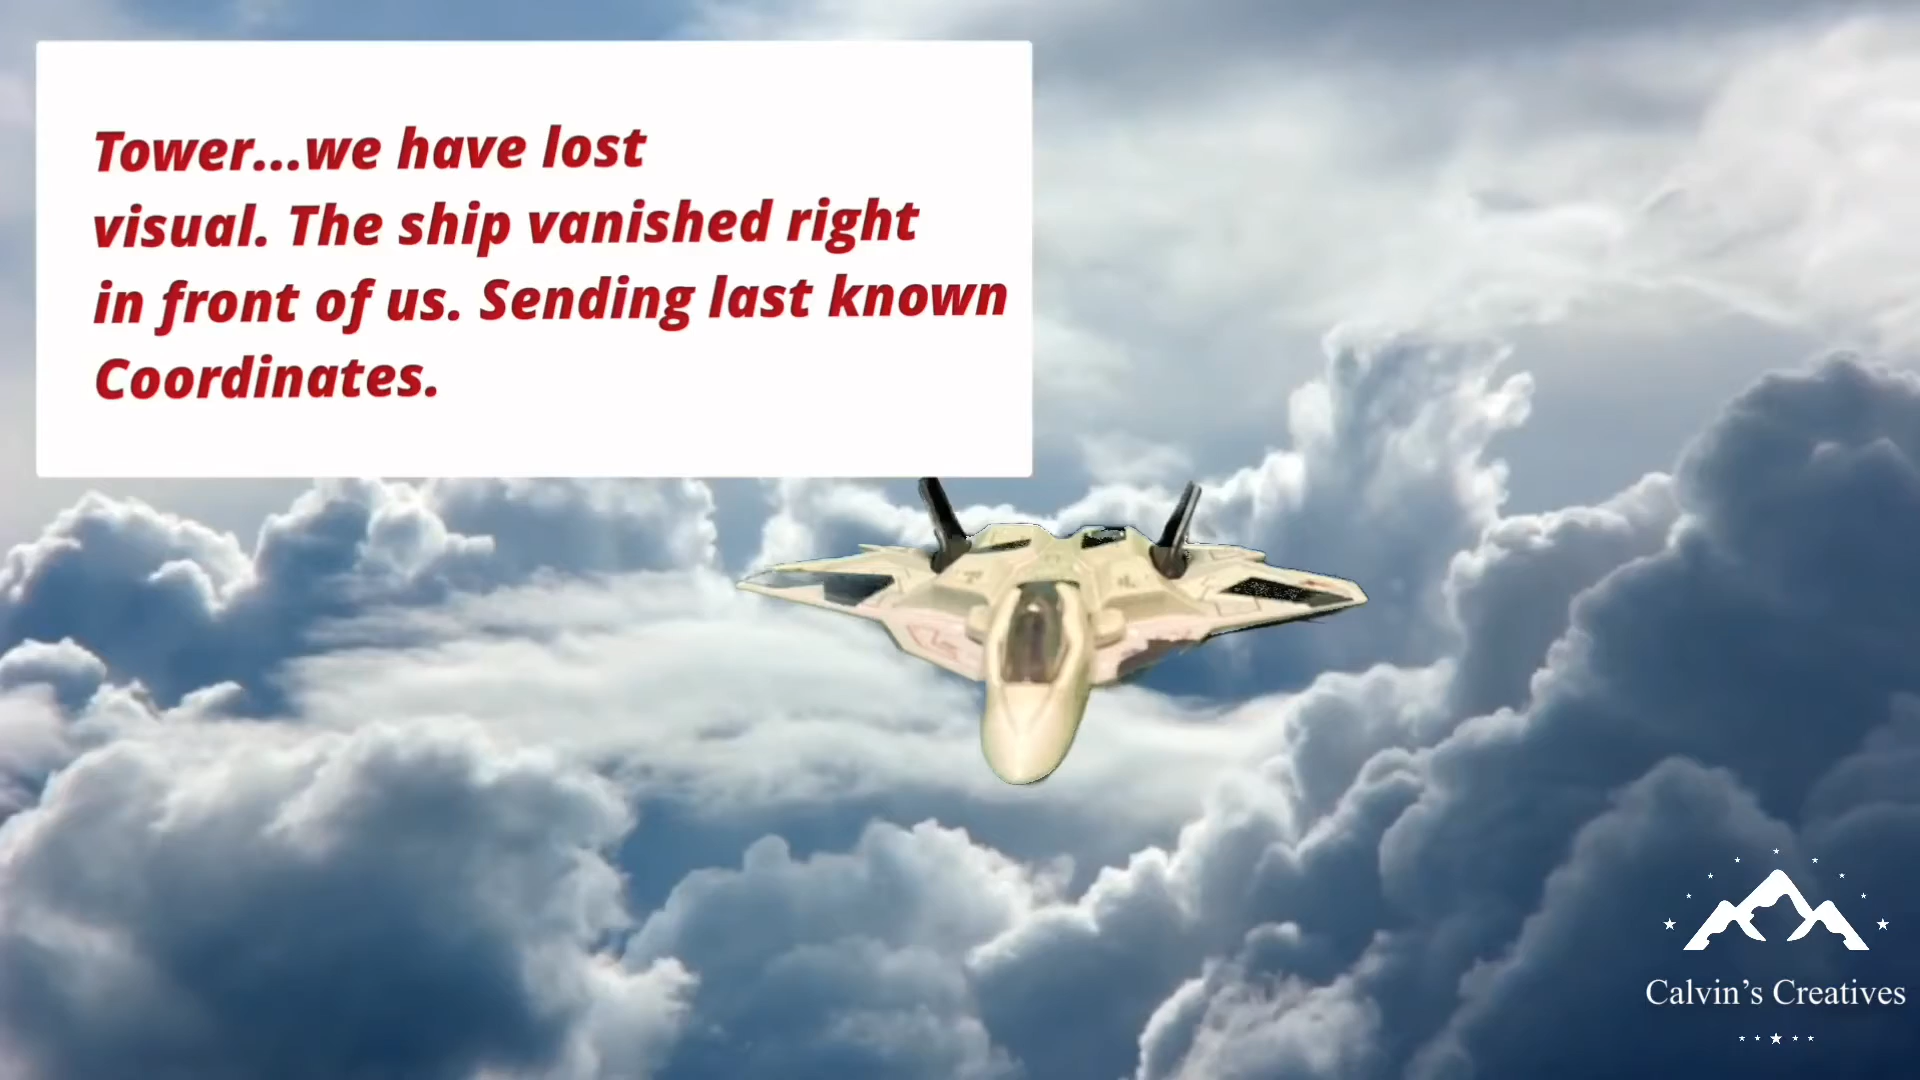 Tower...we have lost
visual. The ship vanished right
in front of us. Sending last known
Coordinates.
Calvin's Creatives